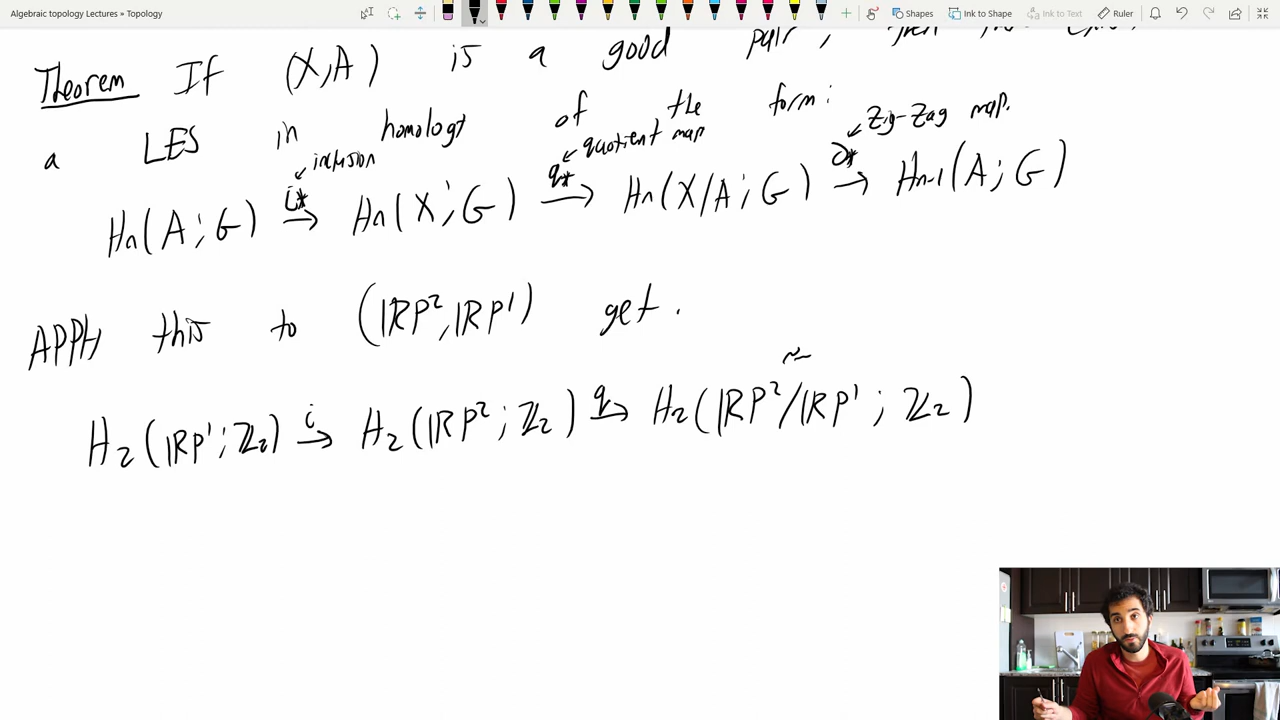 Algebraic topology Lectures » Topology
Shapes
Ink to Shape
Ink to Text
Ruler
Theorem If (X,A) is a good pair, then
a LES in homology of the form:
inclusion quotient map Zig-Zag map.
Hn(A;G) i* → Hn(X;G) q* → Hn(X/A;G) ∂* → Hn-1(A;G)
APPly this to (RP²,RP¹) get.
H₂(RP¹;Z₂) i → H₂(RP²;Z₂) q → H₂(RP²/RP¹;Z₂)